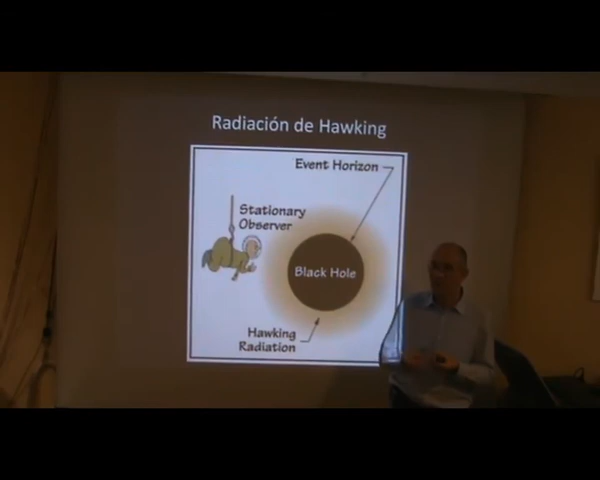 Radiación de Hawking
Event Horizon
Stationary
Observer
Black Hole
Hawking
Radiation